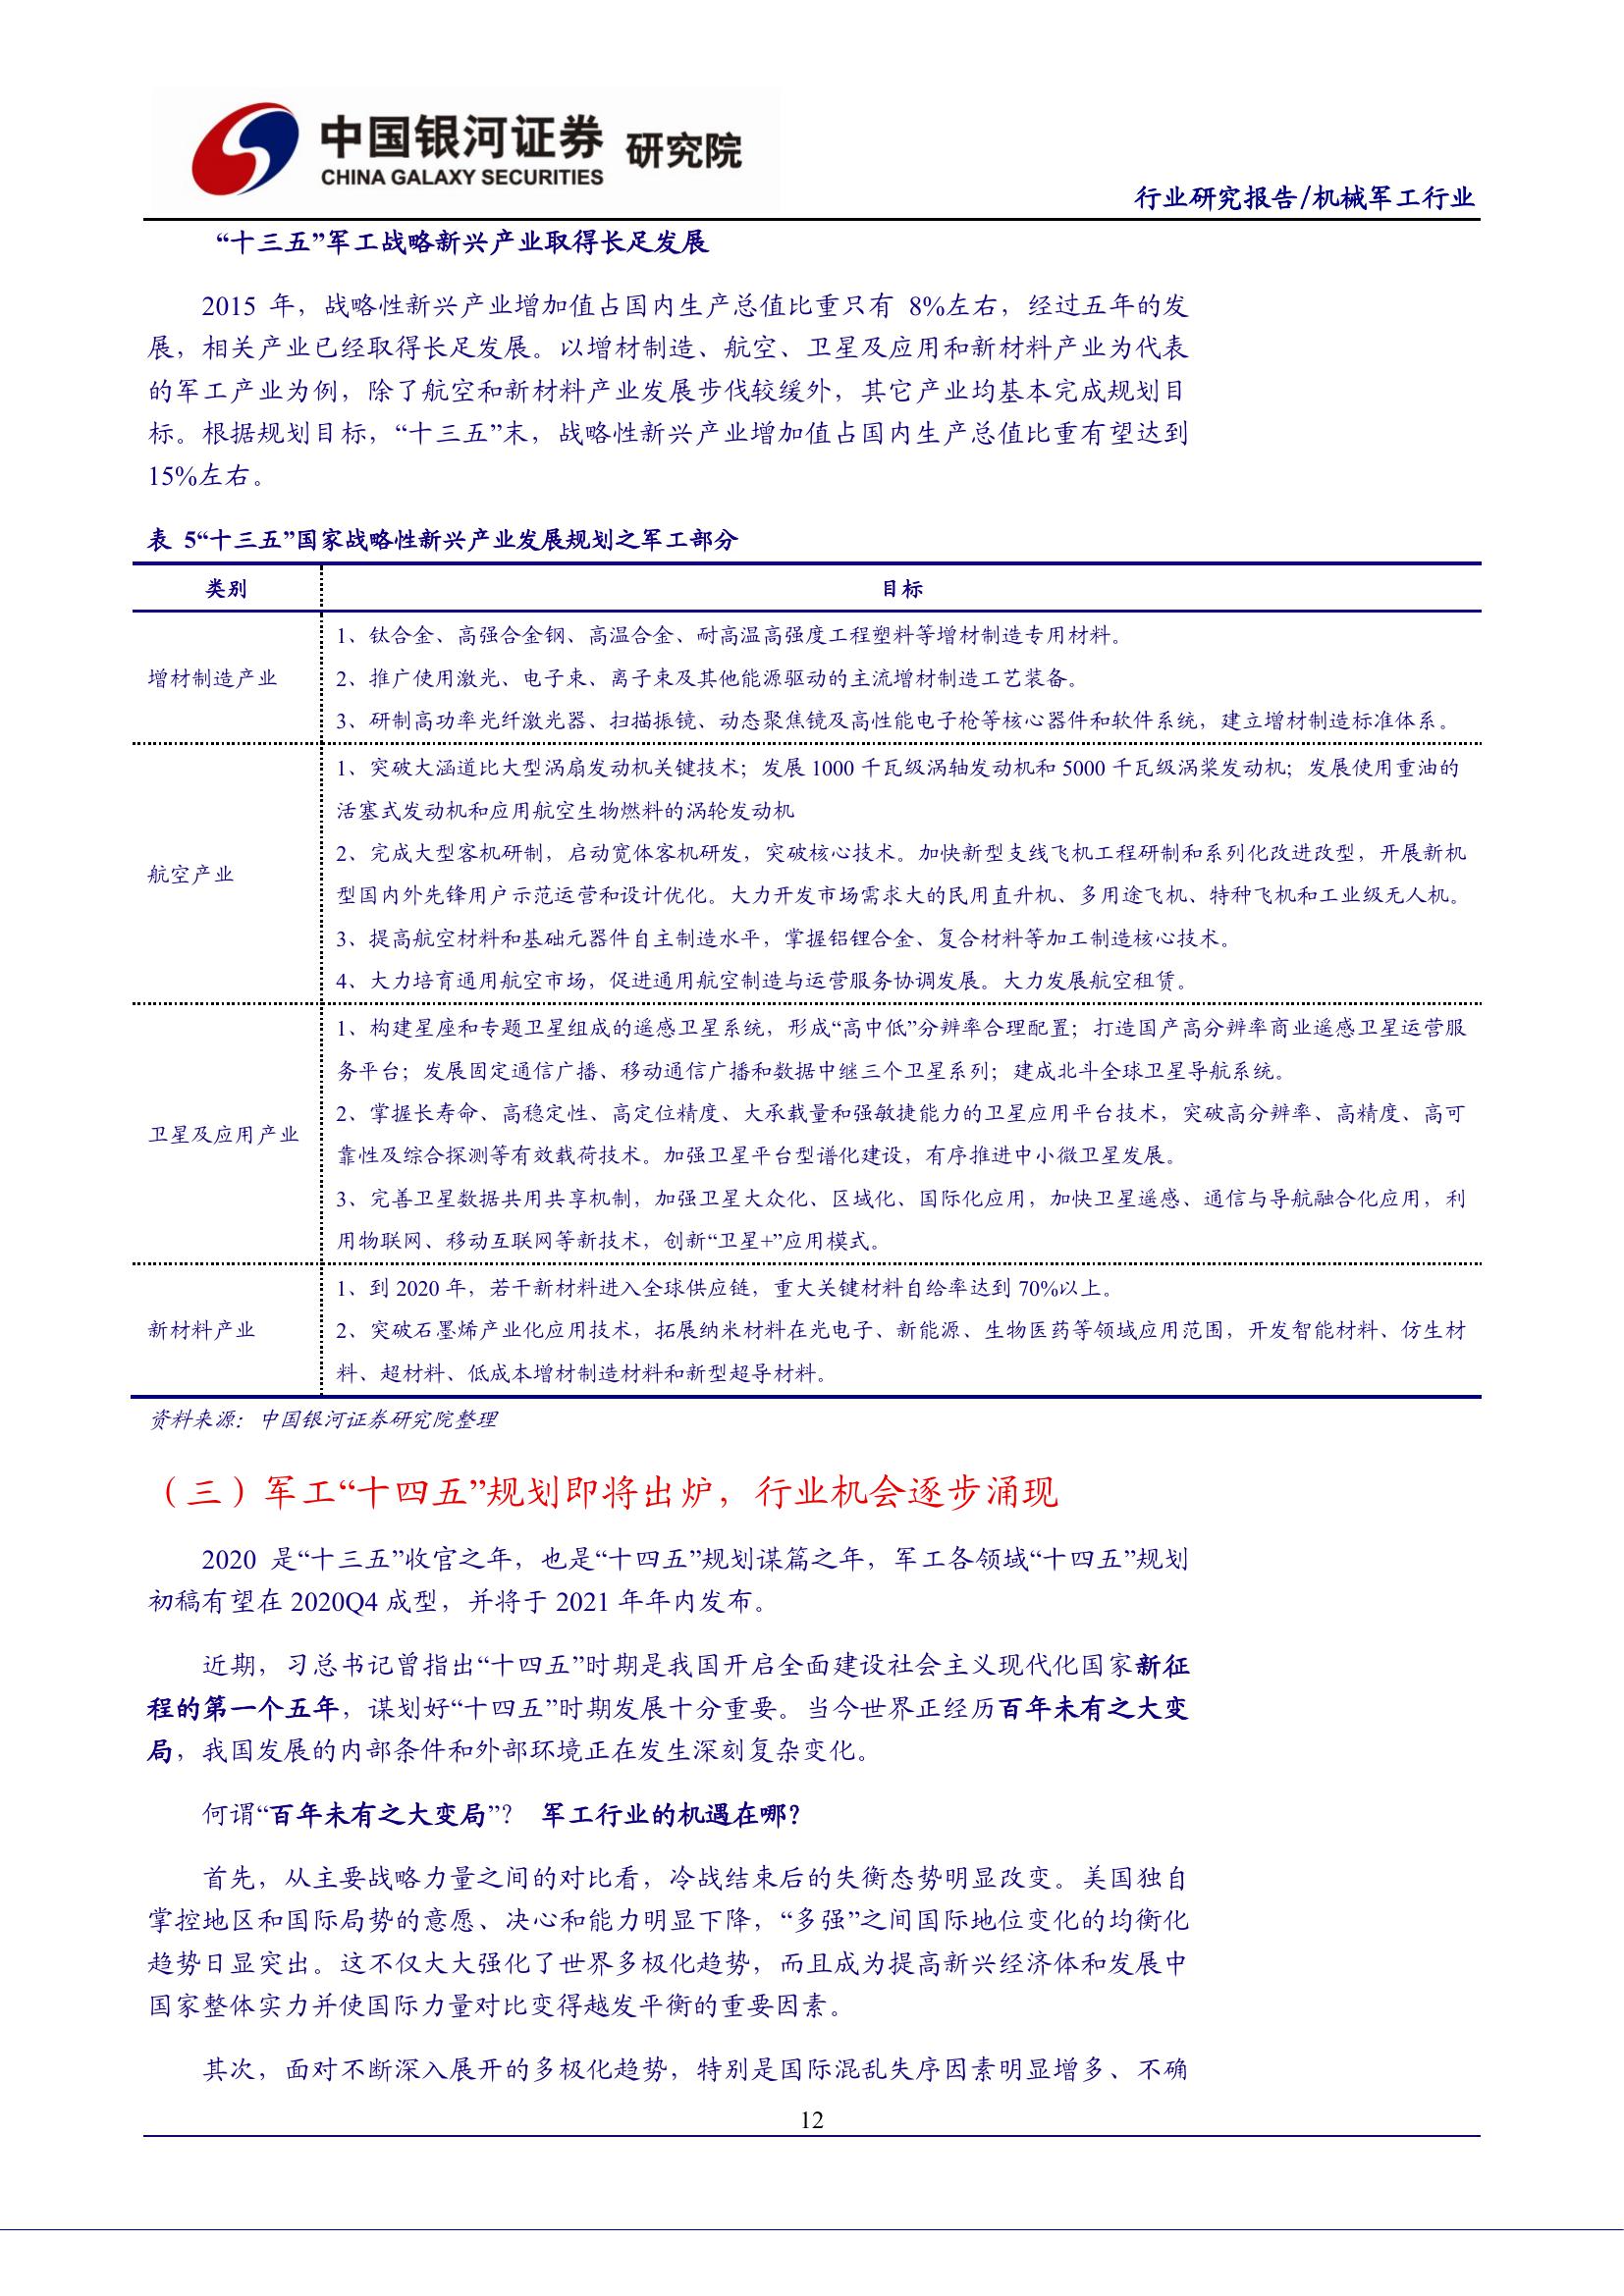 中国银河证券 研究院
CHINA GALAXY SECURITIES
行业研究报告/机械军工行业
“十三五”军工战略新兴产业取得长足发展
2015 年，战略性新兴产业增加值占国内生产总值比重只有 8%左右，经过五年的发
展，相关产业已经取得长足发展。以增材制造、航空、卫星及应用和新材料产业为代表
的军工产业为例，除了航空和新材料产业发展步伐较缓外，其它产业均基本完成规划目
标。根据规划目标，“十三五”末，战略性新兴产业增加值占国内生产总值比重有望达到
15%左右。
表 5“十三五”国家战略性新兴产业发展规划之军工部分
类别
目标
增材制造产业
1、钛合金、高强合金钢、高温合金、耐高温高强度工程塑料等增材制造专用材料。
2、推广使用激光、电子束、离子束及其他能源驱动的主流增材制造工艺装备。
3、研制高功率光纤激光器、扫描振镜、动态聚焦镜及高性能电子枪等核心器件和软件系统，建立增材制造标准体系。
航空产业
1、突破大涵道比大型涡扇发动机关键技术；发展 1000 千瓦级涡轴发动机和 5000 千瓦级涡桨发动机；发展使用重油的
活塞式发动机和应用航空生物燃料的涡轮发动机
2、完成大型客机研制，启动宽体客机研发，突破核心技术。加快新型支线飞机工程研制和系列化改进改型，开展新机
型国内外先锋用户示范运营和设计优化。大力开发市场需求大的民用直升机、多用途飞机、特种飞机和工业级无人机。
3、提高航空材料和基础元器件自主制造水平，掌握铝锂合金、复合材料等加工制造核心技术。
4、大力培育通用航空市场，促进通用航空制造与运营服务协调发展。大力发展航空租赁。
卫星及应用产业
1、构建星座和专题卫星组成的遥感卫星系统，形成“高中低”分辨率合理配置；打造国产高分辨率商业遥感卫星运营服
务平台；发展固定通信广播、移动通信广播和数据中继三个卫星系列；建成北斗全球卫星导航系统。
2、掌握长寿命、高稳定性、高定位精度、大承载量和强敏捷能力的卫星应用平台技术，突破高分辨率、高精度、高可
靠性及综合探测等有效载荷技术。加强卫星平台型谱化建设，有序推进中小微卫星发展。
3、完善卫星数据共用共享机制，加强卫星大众化、区域化、国际化应用，加快卫星遥感、通信与导航融合化应用，利
用物联网、移动互联网等新技术，创新“卫星+”应用模式。
新材料产业
1、到 2020 年，若干新材料进入全球供应链，重大关键材料自给率达到 70%以上。
2、突破石墨烯产业化应用技术，拓展纳米材料在光电子、新能源、生物医药等领域应用范围，开发智能材料、仿生材
料、超材料、低成本增材制造材料和新型超导材料。
资料来源：中国银河证券研究院整理
（三）军工“十四五”规划即将出炉，行业机会逐步涌现
2020 是“十三五”收官之年，也是“十四五”规划谋篇之年，军工各领域“十四五”规划
初稿有望在 2020Q4 成型，并将于 2021 年年内发布。
近期，习总书记曾指出“十四五”时期是我国开启全面建设社会主义现代化国家新征
程的第一个五年，谋划好“十四五”时期发展十分重要。当今世界正经历百年未有之大变
局，我国发展的内部条件和外部环境正在发生深刻复杂变化。
何谓“百年未有之大变局”？ 军工行业的机遇在哪？
首先，从主要战略力量之间的对比看，冷战结束后的失衡态势明显改变。美国独自
掌控地区和国际局势的意愿、决心和能力明显下降，“多强”之间国际地位变化的均衡化
趋势日显突出。这不仅大大强化了世界多极化趋势，而且成为提高新兴经济体和发展中
国家整体实力并使国际力量对比变得越发平衡的重要因素。
其次，面对不断深入展开的多极化趋势，特别是国际混乱失序因素明显增多、不确
12